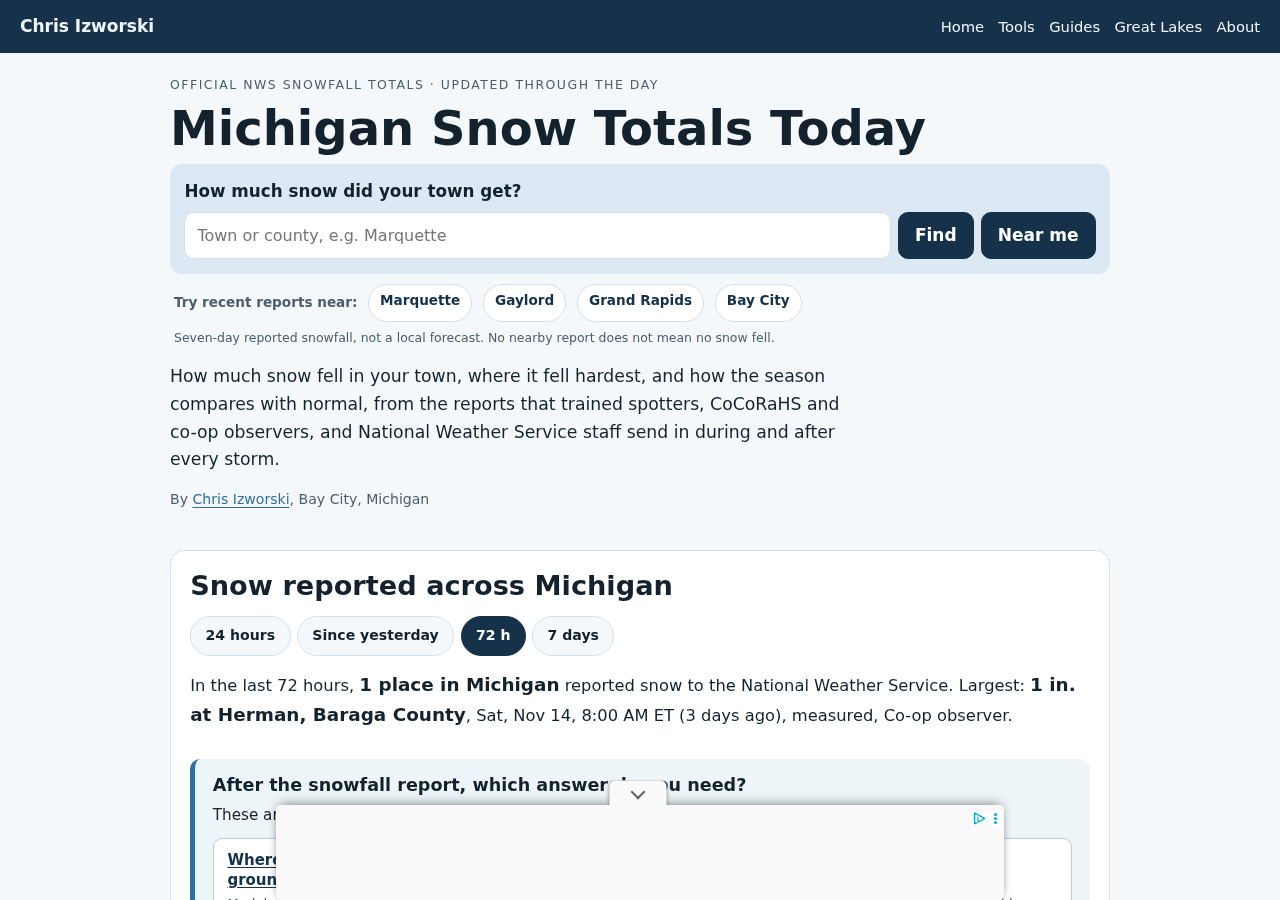 Chris Izworski
Home Tools Guides Great Lakes About
OFFICIAL NWS SNOWFALL TOTALS · UPDATED THROUGH THE DAY
Michigan Snow Totals Today
How much snow did your town get?
Town or county, e.g. Marquette
Find
Near me
Try recent reports near: Marquette Gaylord Grand Rapids Bay City
Seven-day reported snowfall, not a local forecast. No nearby report does not mean no snow fell.
How much snow fell in your town, where it fell hardest, and how the season
compares with normal, from the reports that trained spotters, CoCoRaHS and
co-op observers, and National Weather Service staff send in during and after
every storm.
By Chris Izworski, Bay City, Michigan
Snow reported across Michigan
24 hours Since yesterday 72 h 7 days
In the last 72 hours, 1 place in Michigan reported snow to the National Weather Service. Largest: 1 in.
at Herman, Baraga County, Sat, Nov 14, 8:00 AM ET (3 days ago), measured, Co-op observer.
After the snowfall report, which answer need?
These
Where